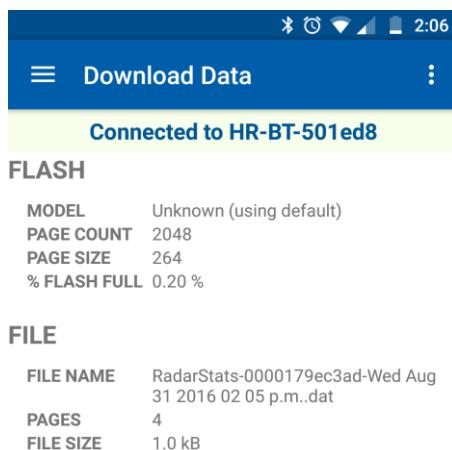 2:06
Download Data
Connected to HR-BT-501ed8
FLASH
MODEL Unknown (using default)
PAGE COUNT 2048
PAGE SIZE 264
% FLASH FULL 0.20 %
FILE
FILE NAME RadarStats-0000179ec3ad-Wed Aug
31 2016 02 05 p.m..dat
PAGES 4
FILE SIZE 1.0 kB